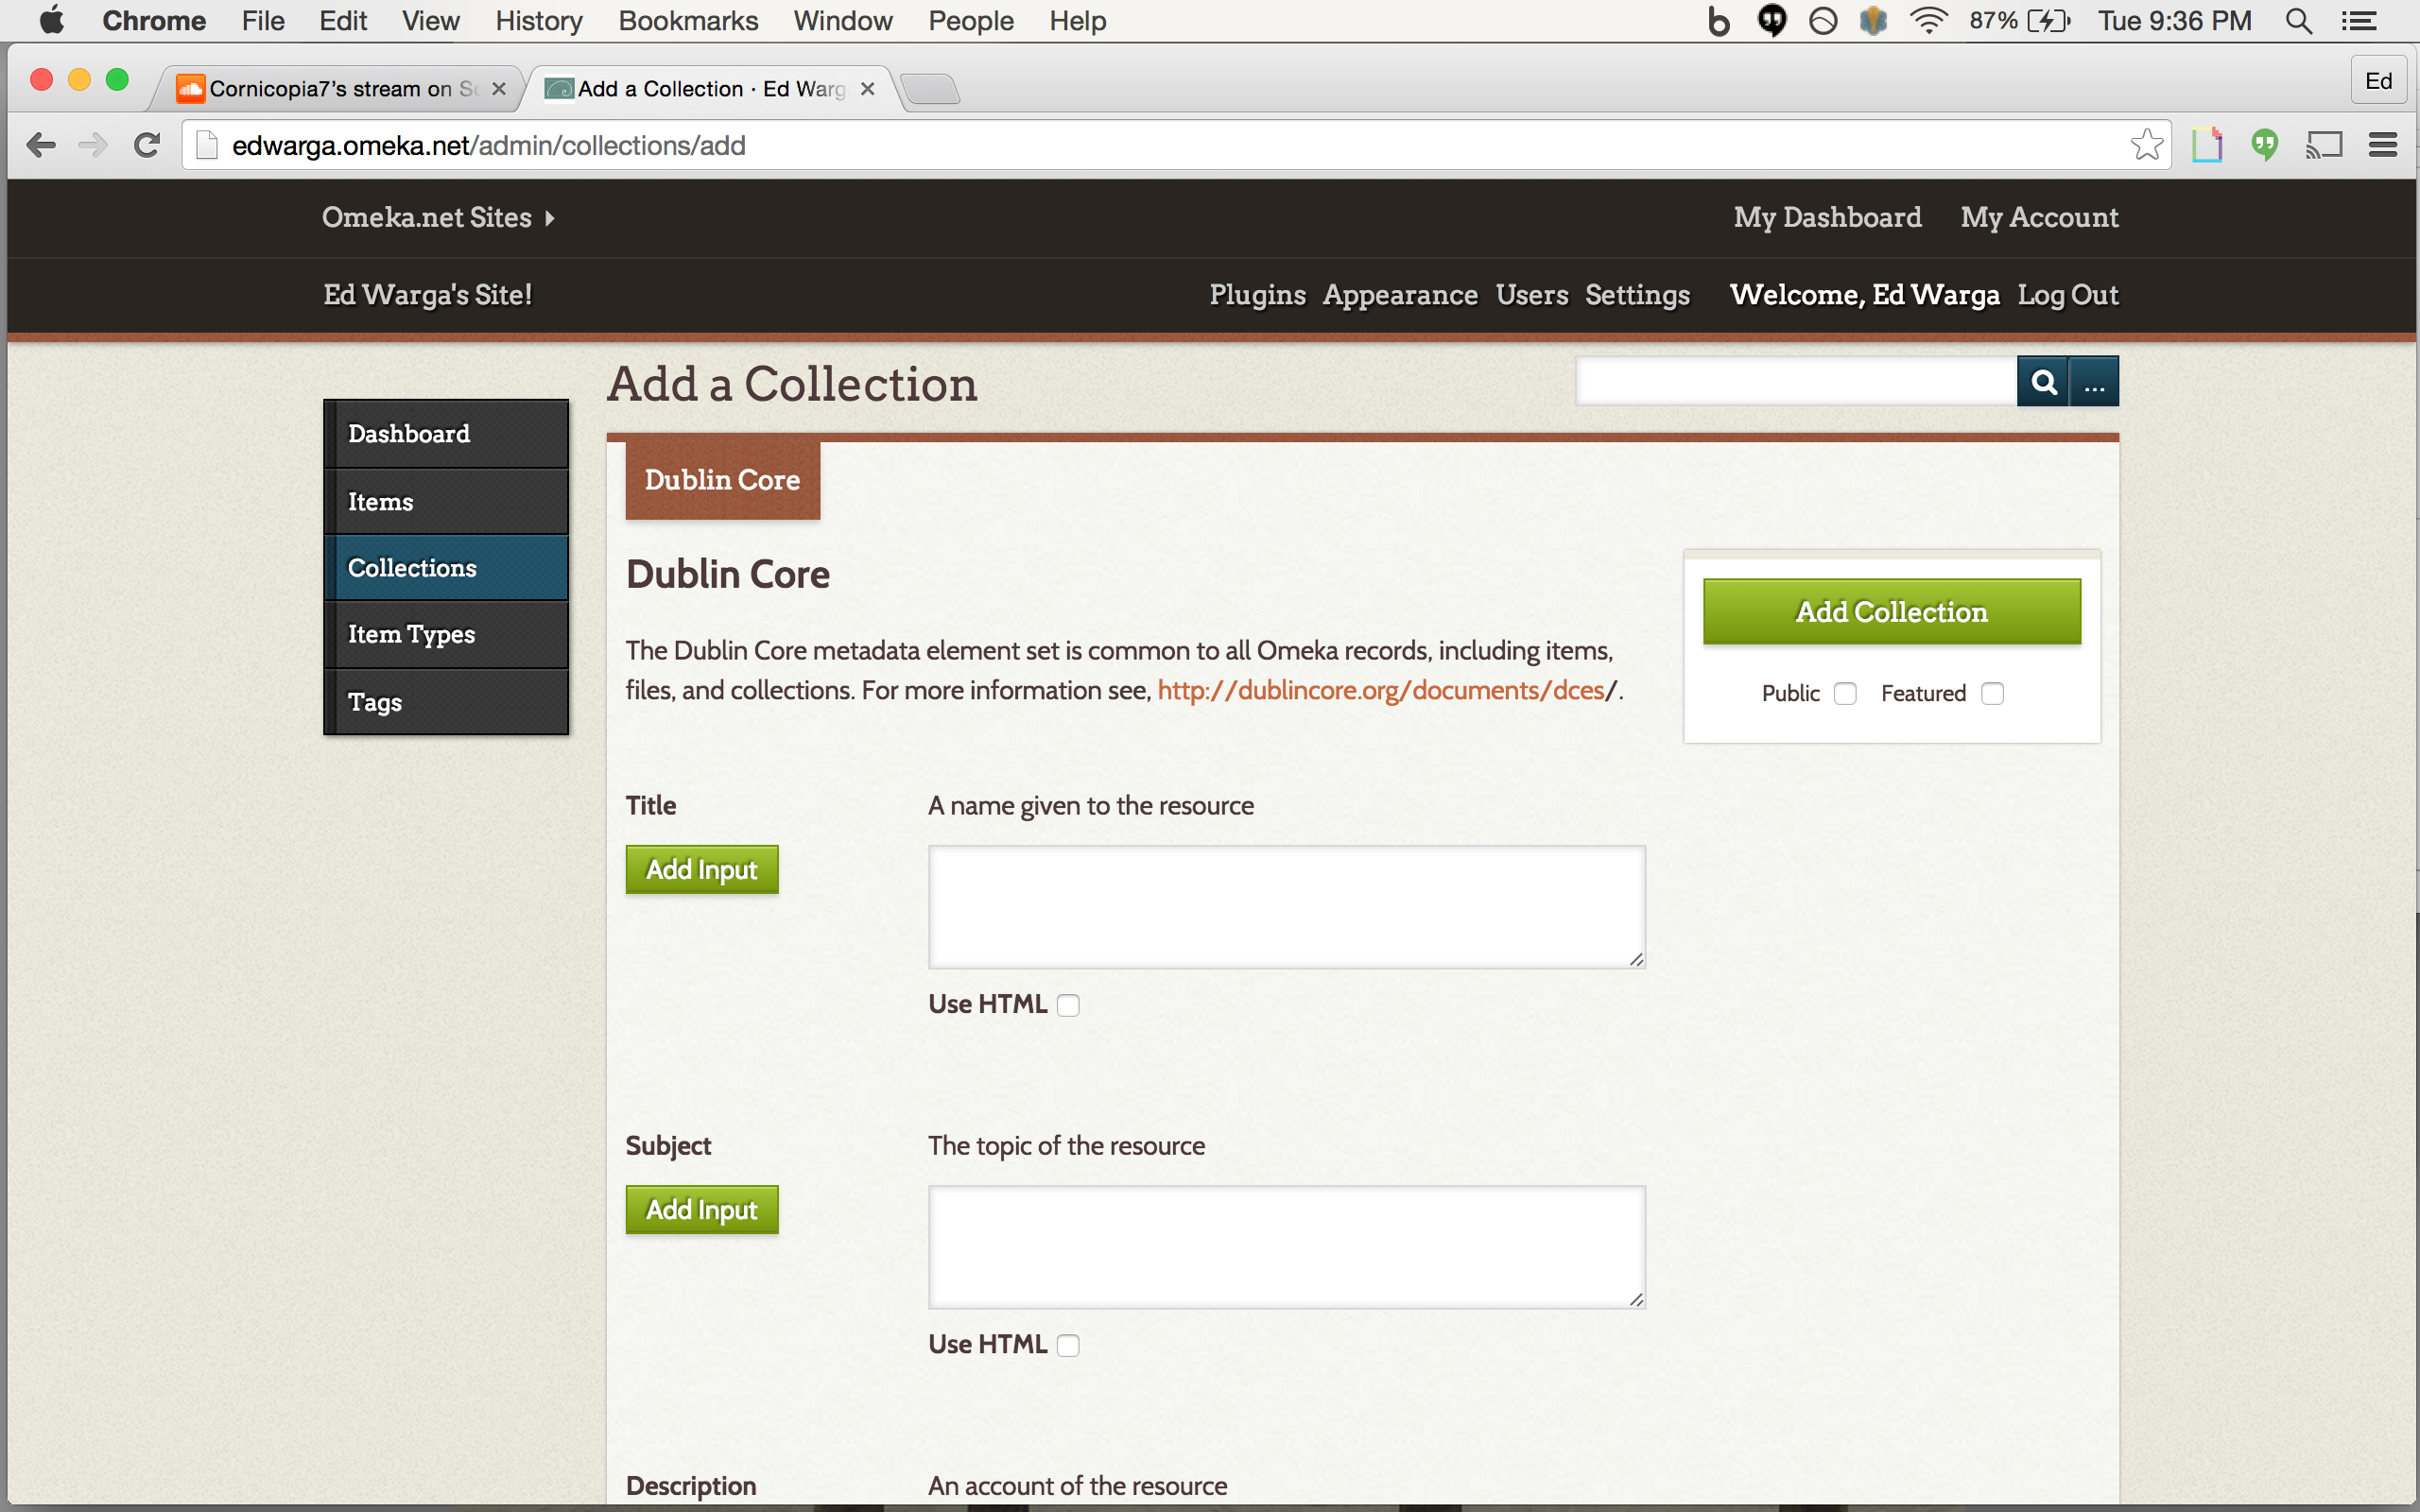 Chrome File Edit View History Bookmarks Window People Help 87% Tue 9:36 PM
Cornicopia7's stream on So Add a Collection · Ed Warg Ed
edwarga.omeka.net/admin/collections/add
Omeka.net Sites My Dashboard My Account
Ed Warga's Site! Plugins Appearance Users Settings Welcome, Ed Warga Log Out
Add a Collection ...
Dashboard
Items
Collections
Item Types
Tags
Dublin Core
Dublin Core
The Dublin Core metadata element set is common to all Omeka records, including items,
files, and collections. For more information see, http://dublincore.org/documents/dces/.
Add Collection
Public Featured
Title A name given to the resource
Add Input
Use HTML
Subject The topic of the resource
Add Input
Use HTML
Description An account of the resource